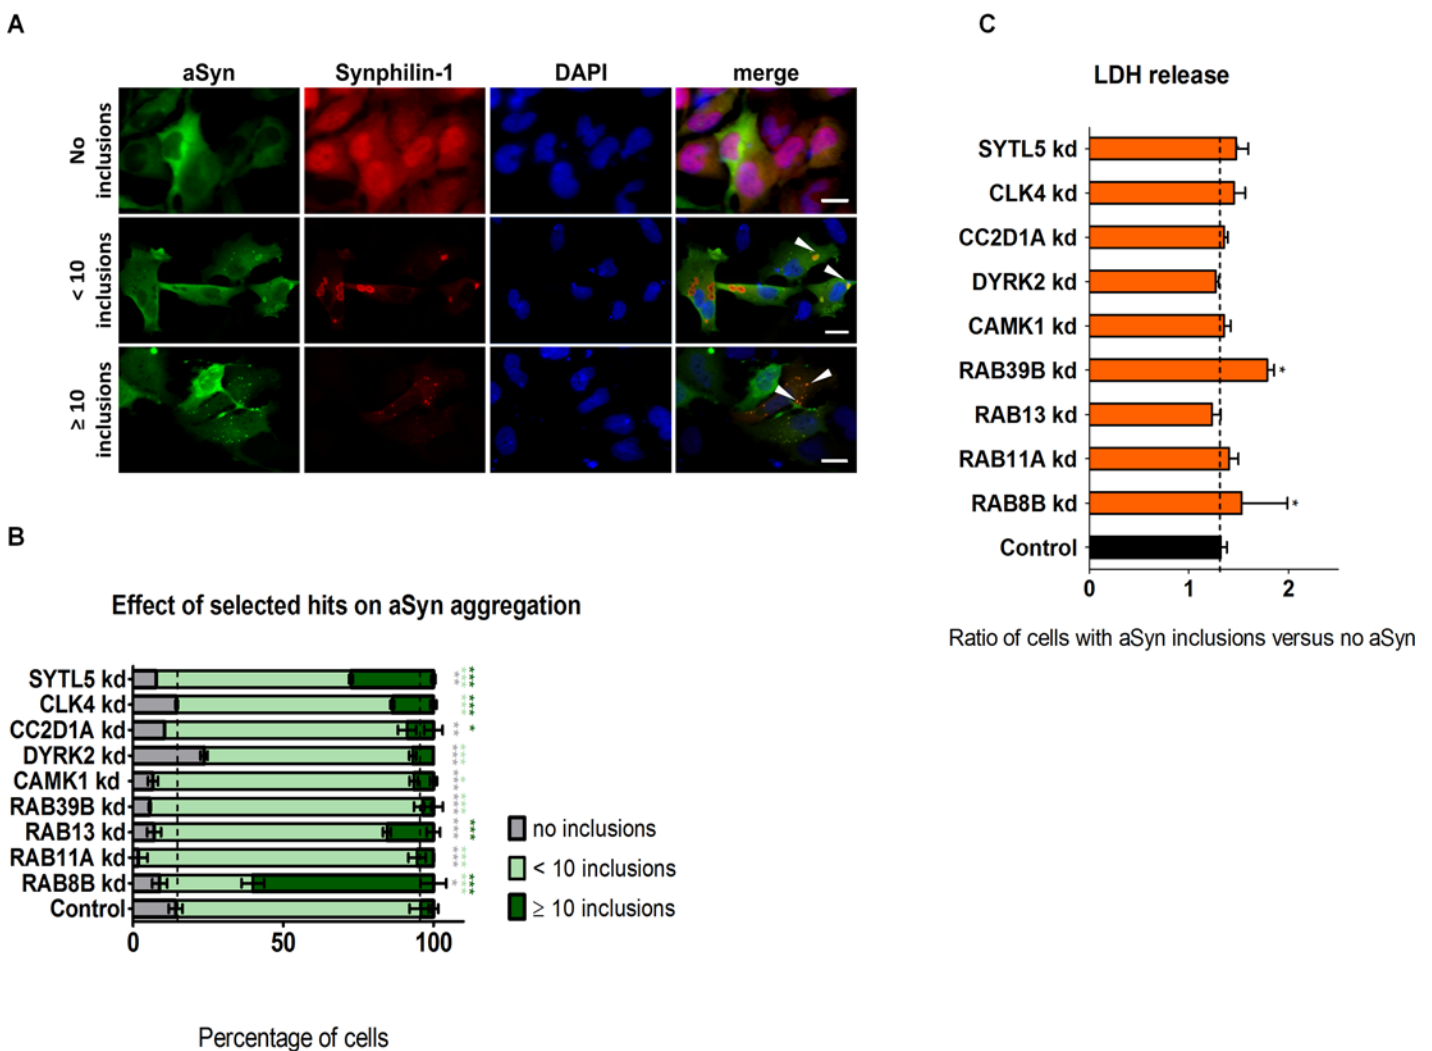 A
aSyn Synphilin-1 DAPI merge
No inclusions
< 10 inclusions
≥ 10 inclusions
B
Effect of selected hits on aSyn aggregation
SYTL5 kd
CLK4 kd
CC2D1A kd
DYRK2 kd
CAMK1 kd
RAB39B kd
RAB13 kd
RAB11A kd
RAB8B kd
Control
0 50 100
Percentage of cells
no inclusions
< 10 inclusions
≥ 10 inclusions
C
LDH release
SYTL5 kd
CLK4 kd
CC2D1A kd
DYRK2 kd
CAMK1 kd
RAB39B kd *
RAB13 kd
RAB11A kd
RAB8B kd *
Control
0 1 2
Ratio of cells with aSyn inclusions versus no aSyn